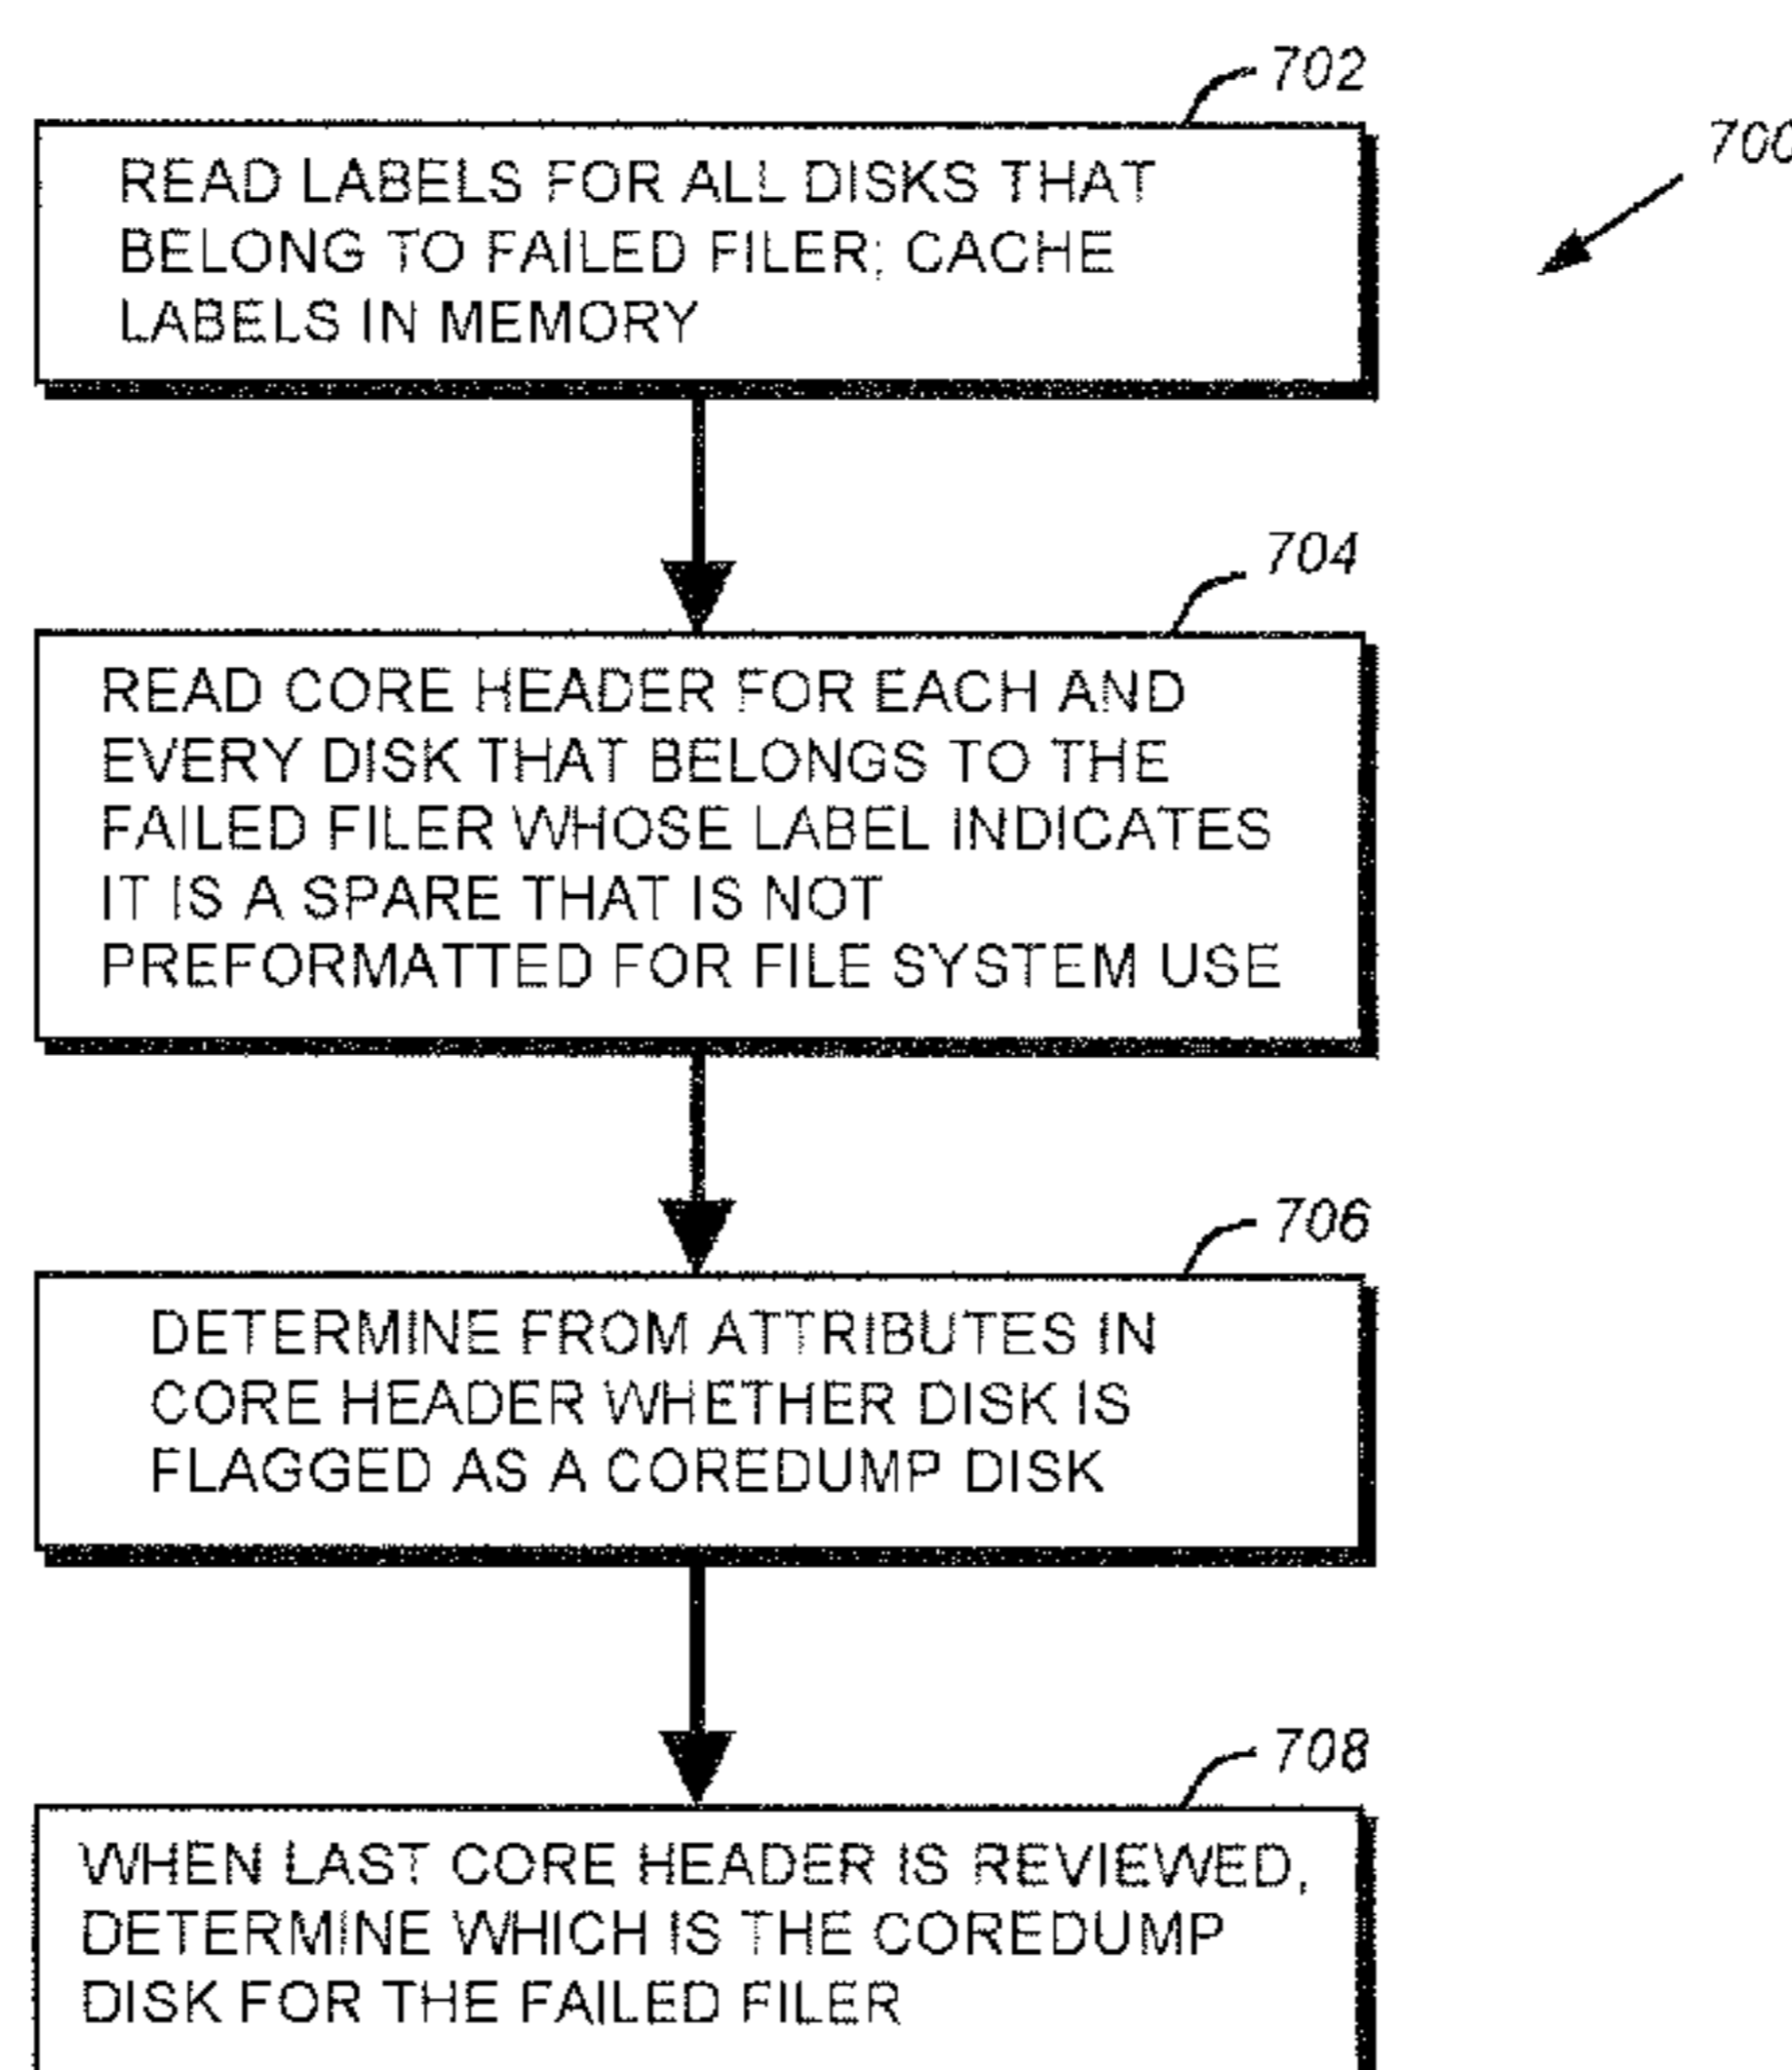 702
700
READ LABELS FOR ALL DISKS THAT
BELONG TO FAILED FILER; CACHE
LABELS IN MEMORY
704
READ CORE HEADER FOR EACH AND
EVERY DISK THAT BELONGS TO THE
FAILED FILER WHOSE LABEL INDICATES
IT IS A SPARE THAT IS NOT
PREFORMATTED FOR FILE SYSTEM USE
706
DETERMINE FROM ATTRIBUTES IN
CORE HEADER WHETHER DISK IS
FLAGGED AS A COREDUMP DISK
708
WHEN LAST CORE HEADER IS REVIEWED,
DETERMINE WHICH IS THE COREDUMP
DISK FOR THE FAILED FILER